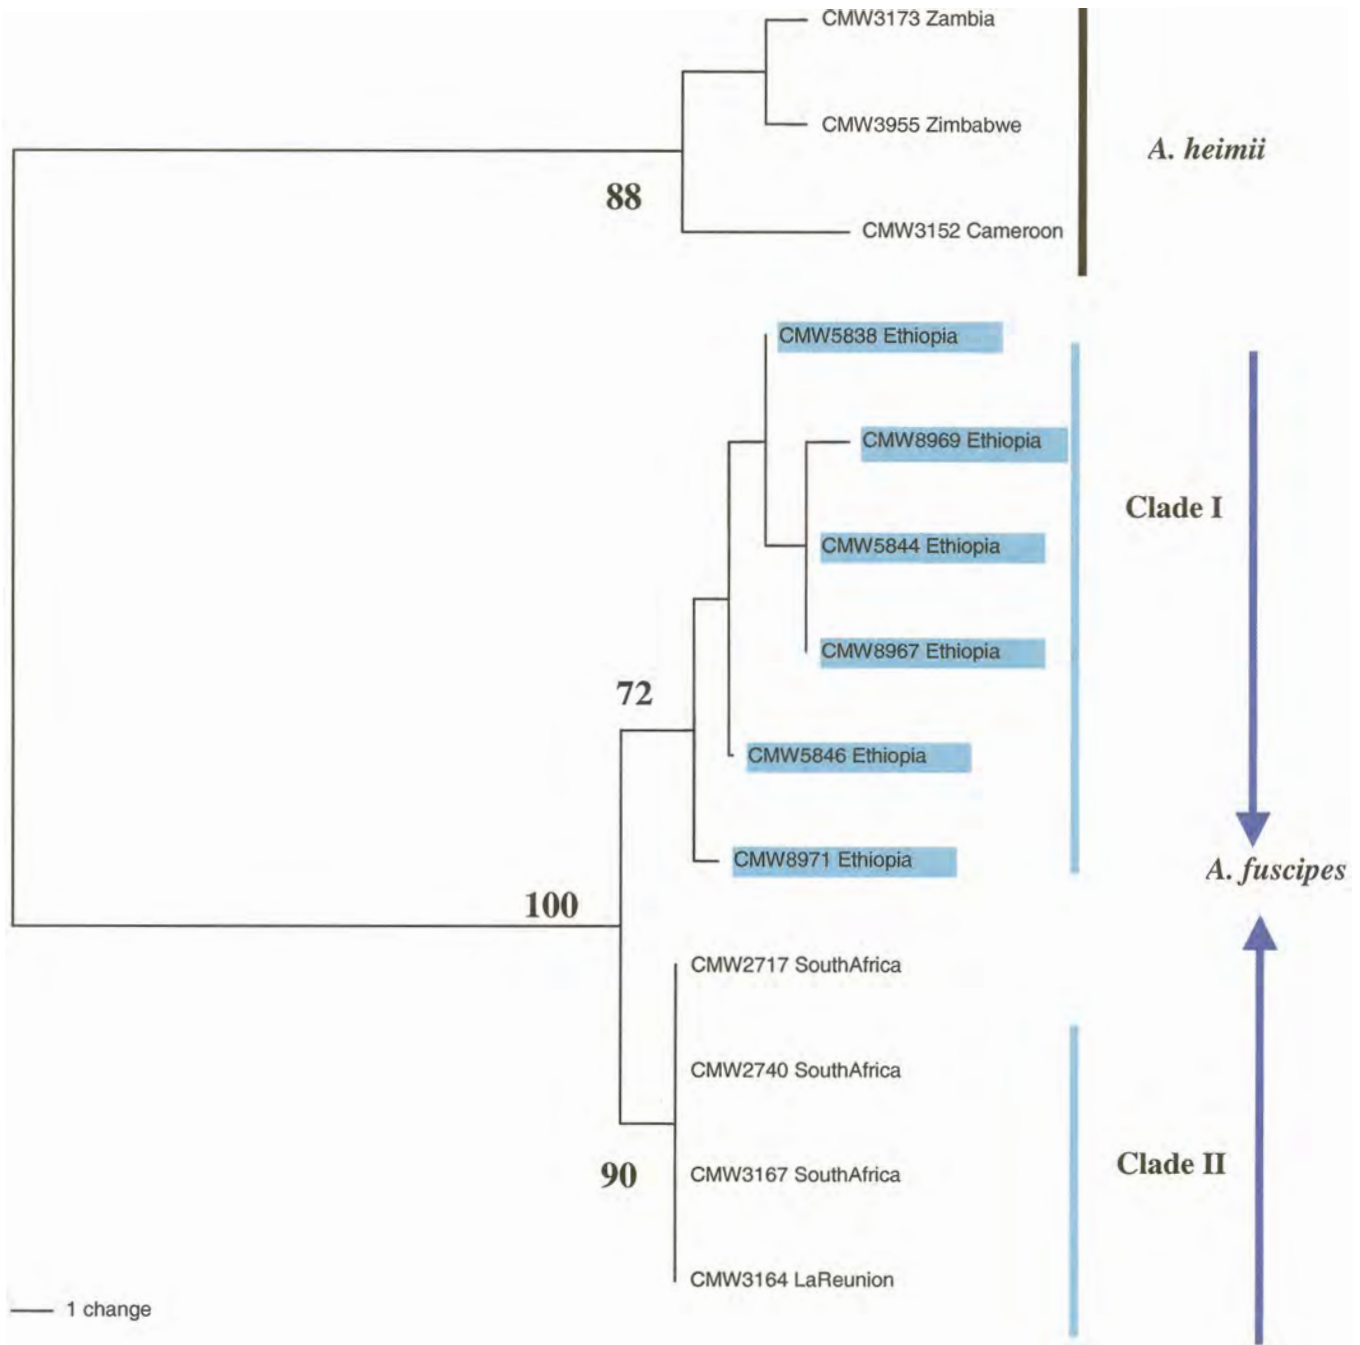 CMW3173 Zambia
CMW3955 Zimbabwe
A. heimii
88
CMW3152 Cameroon
CMW5838 Ethiopia
CMW8969 Ethiopia
Clade I
CMW5844 Ethiopia
CMW8967 Ethiopia
72
CMW5846 Ethiopia
CMW8971 Ethiopia
A. fuscipes
100
CMW2717 SouthAfrica
CMW2740 SouthAfrica
Clade II
90
CMW3167 SouthAfrica
CMW3164 LaReunion
1 change